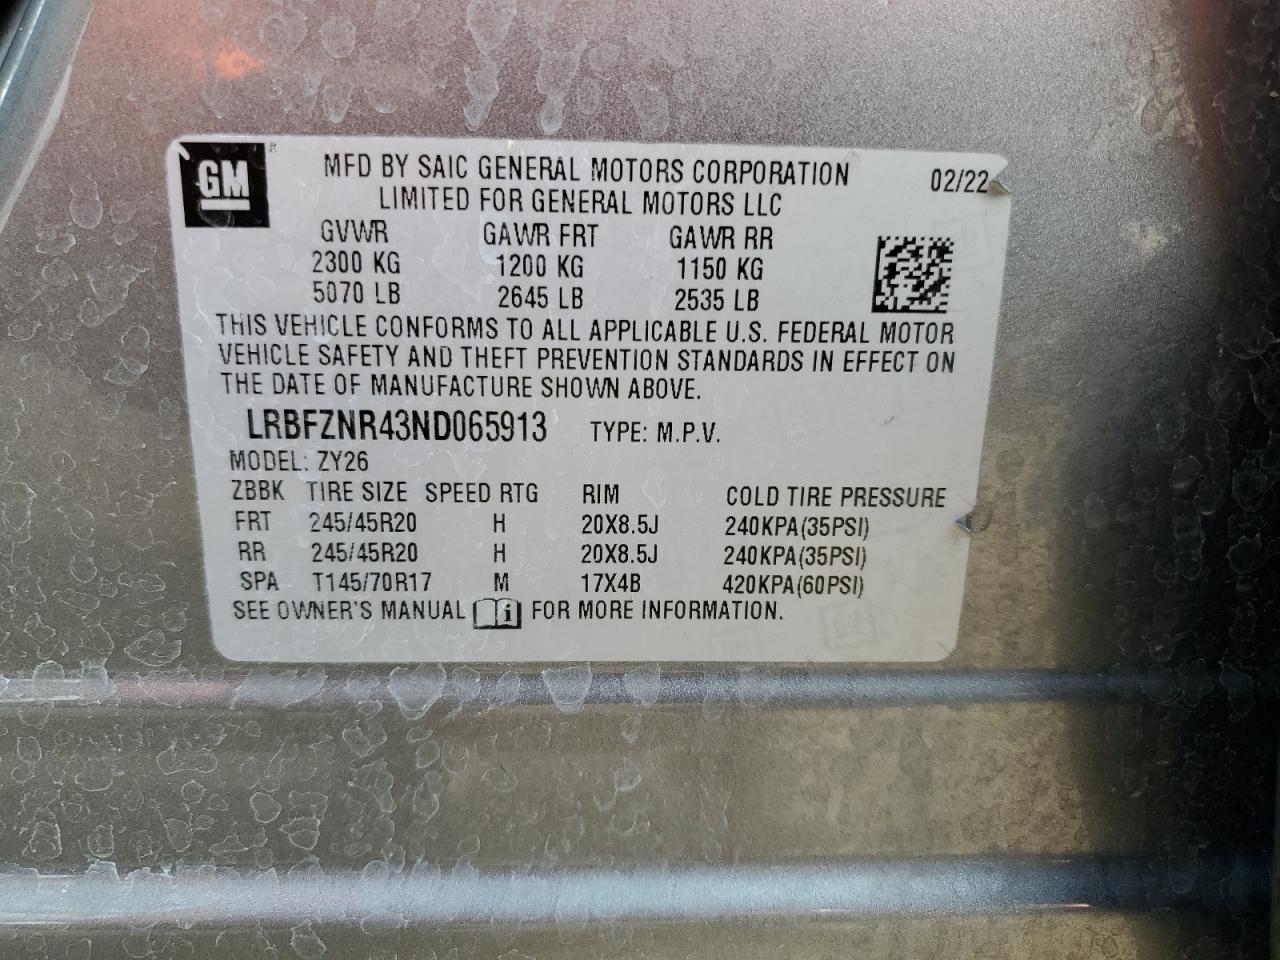 GM ®
MFD BY SAIC GENERAL MOTORS CORPORATION 02/22
LIMITED FOR GENERAL MOTORS LLC
GVWR GAWR FRT GAWR RR
2300 KG 1200 KG 1150 KG
5070 LB 2645 LB 2535 LB
THIS VEHICLE CONFORMS TO ALL APPLICABLE U.S. FEDERAL MOTOR
VEHICLE SAFETY AND THEFT PREVENTION STANDARDS IN EFFECT ON
THE DATE OF MANUFACTURE SHOWN ABOVE.
LRBFZNR43ND065913 TYPE: M.P.V.
MODEL: ZY26
ZBBK TIRE SIZE SPEED RTG RIM COLD TIRE PRESSURE
FRT 245/45R20 H 20X8.5J 240KPA(35PSI)
RR 245/45R20 H 20X8.5J 240KPA(35PSI)
SPA T145/70R17 M 17X4B 420KPA(60PSI)
SEE OWNER'S MANUAL i FOR MORE INFORMATION.